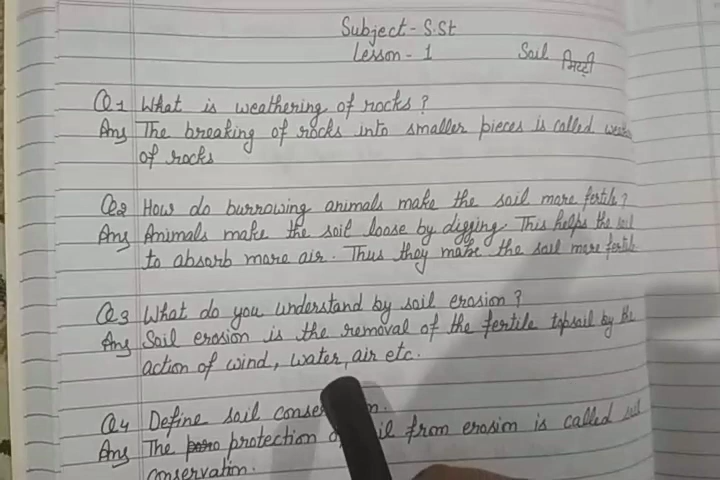 Subject - S.St
Lesson - 1 Soil मिट्टी
Q1 What is weathering of rocks?
Ans The breaking of rocks into smaller pieces is called
of rocks
Q2 How do burrowing animals make the soil more fertile?
Ans Animals make the soil loose by digging. This helps the soil
to absorb more air. Thus they make the soil more fertile
Q3 What do you understand by soil erosion?
Ans Soil erosion is the removal of the fertile topsoil by the
action of wind, water, air etc.
Q4 Define soil
Ans The protection from erosion is called soil
conservation.